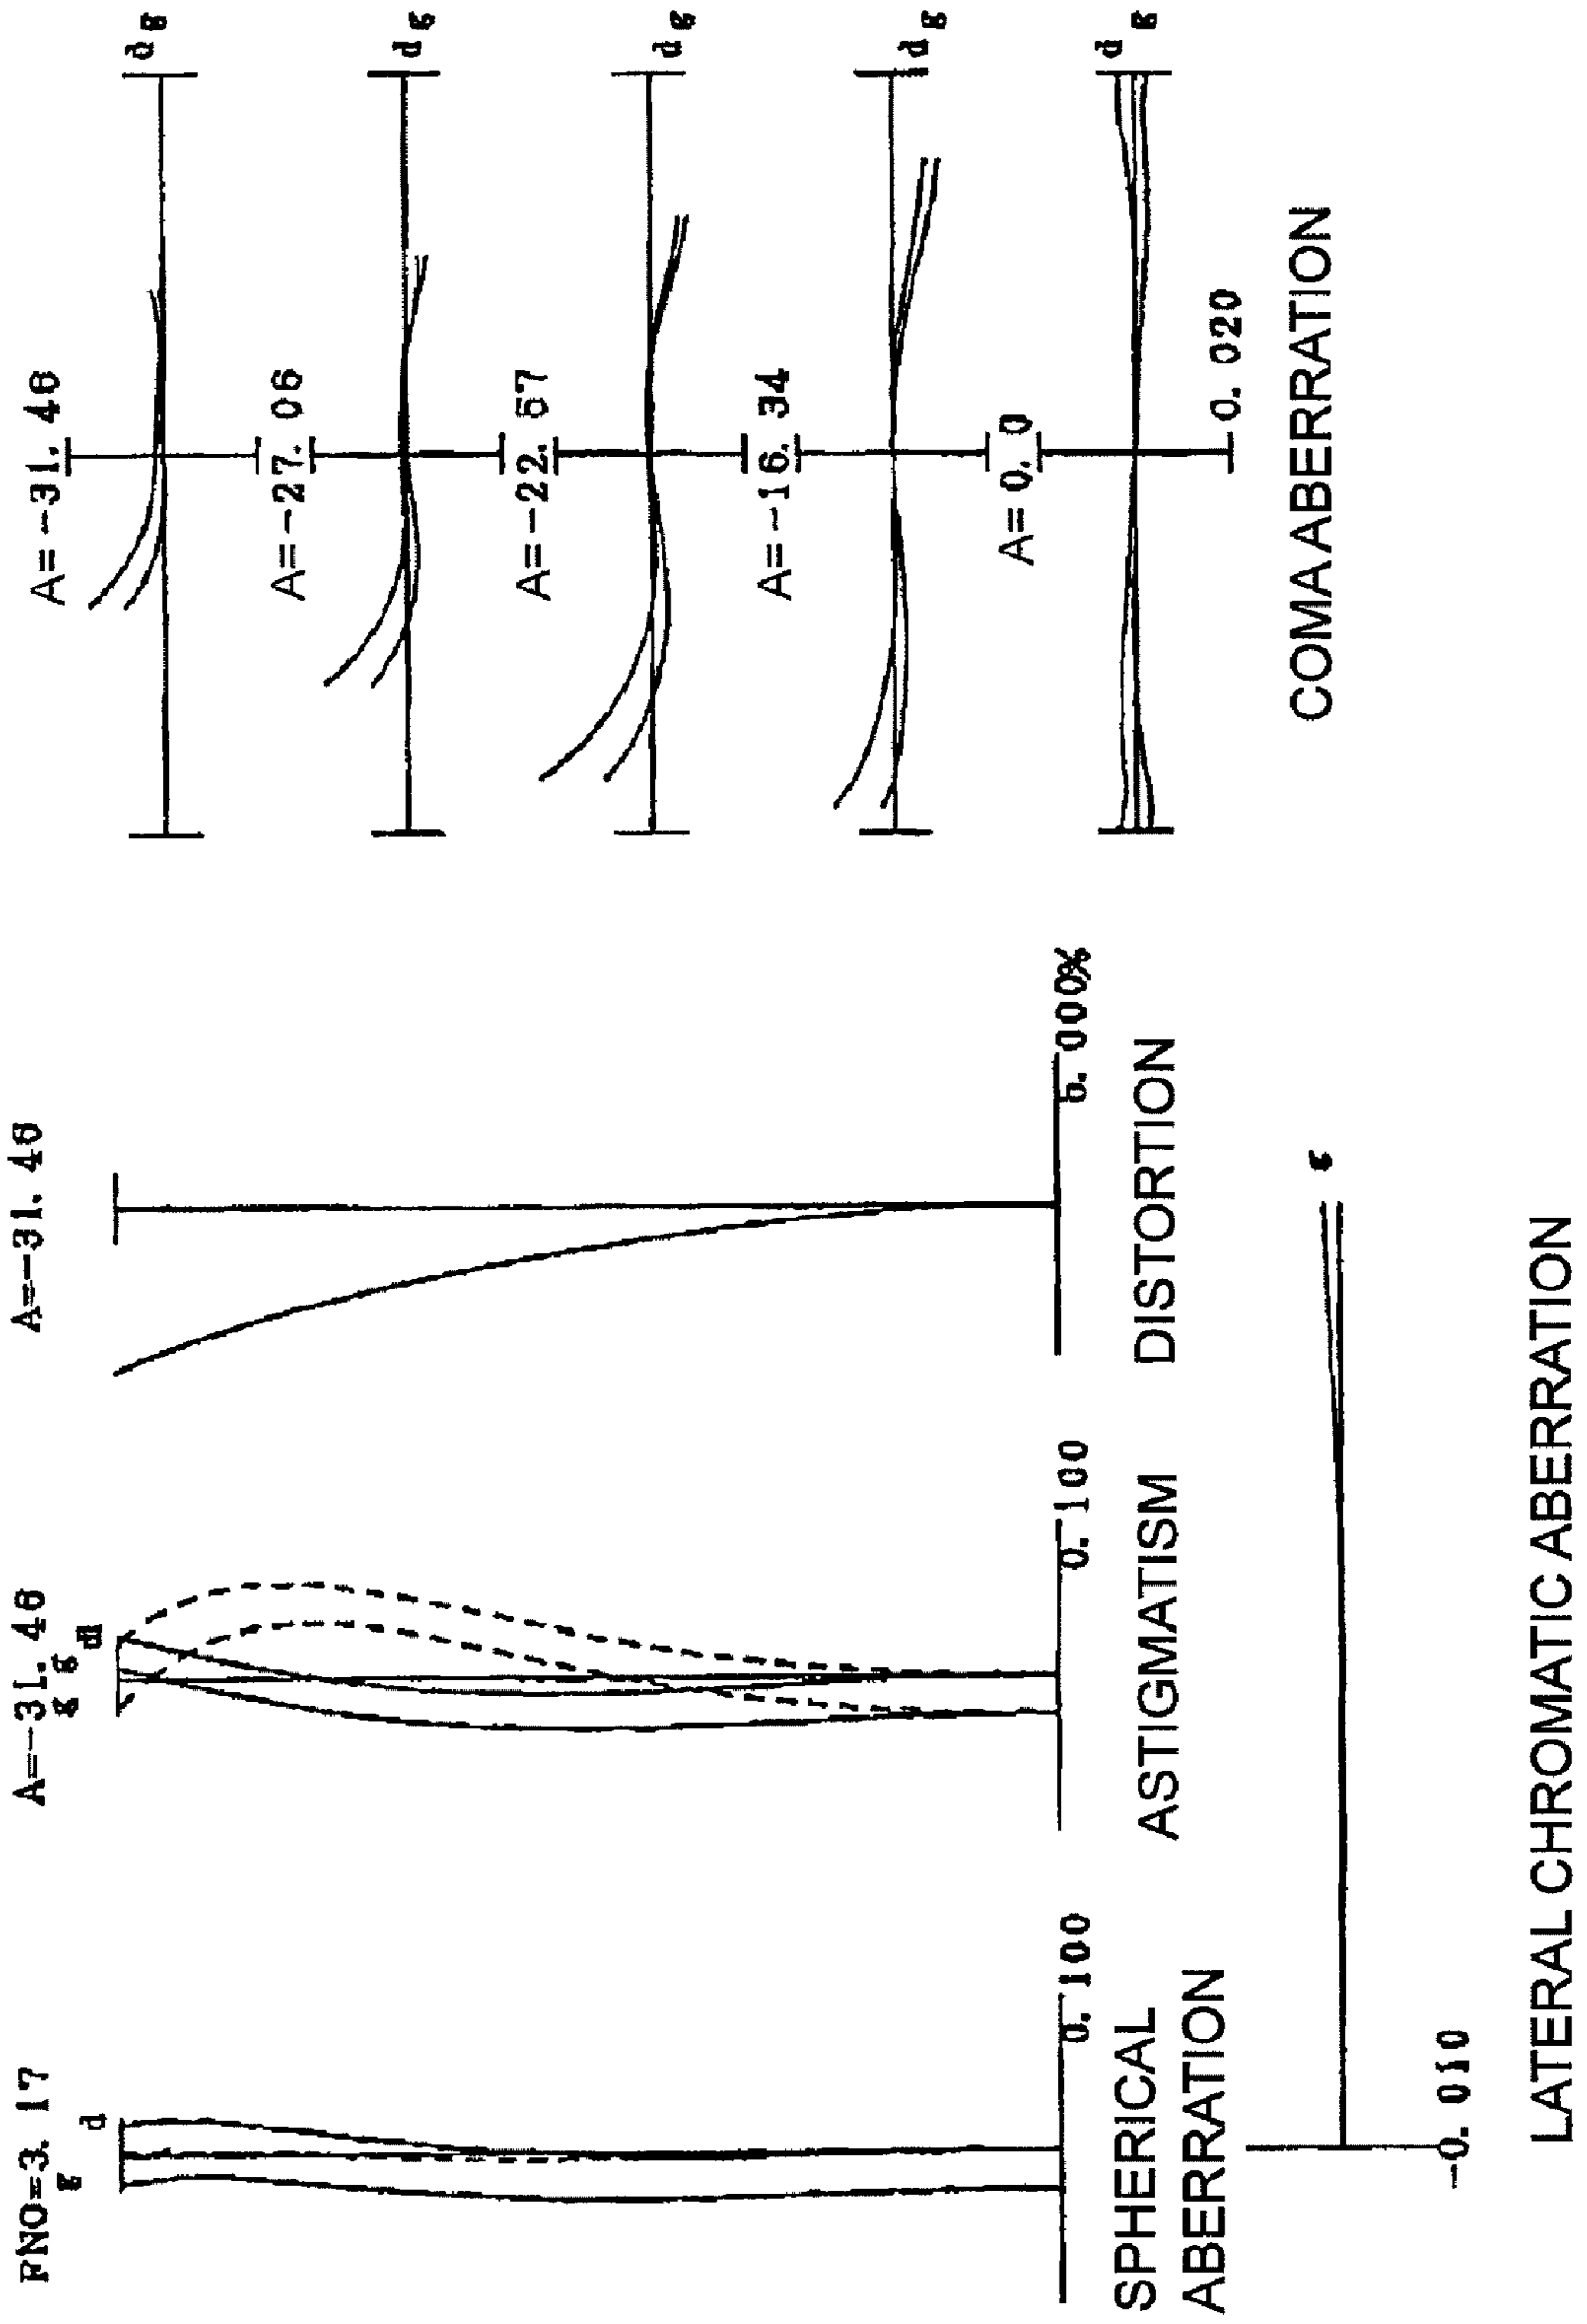 FNO=3. 17
g
d
0. 100
SPHERICAL
ABERRATION
A=-31. 46
g
g
d
0. 100
ASTIGMATISM
A=-31. 46
5. 000%
DISTORTION
A=-31. 46
d
g
A=-27. 06
d
g
A=-22. 57
d
g
A=-16. 34
d
g
A=0. 0
d
g
0. 020
COMA ABERRATION
g
-0. 010
LATERAL CHROMATIC ABERRATION